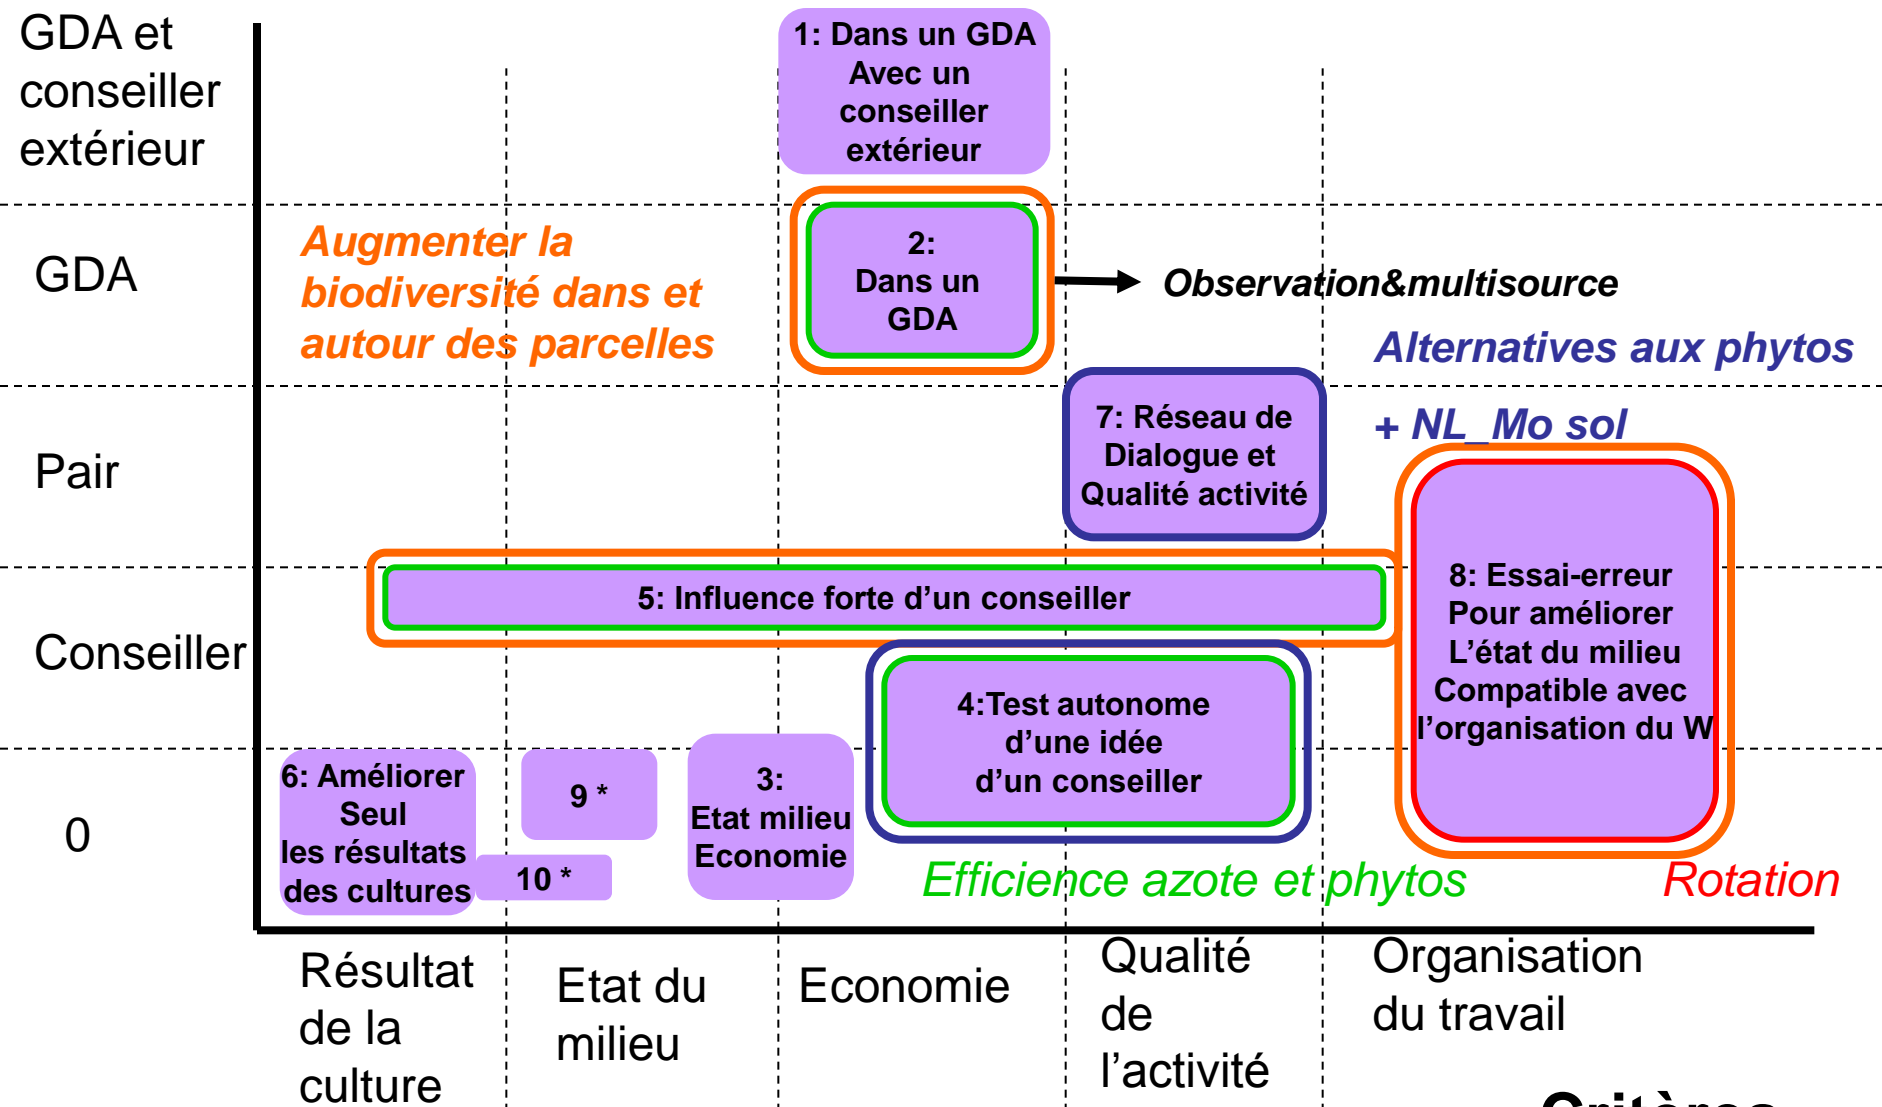 GDA et
conseiller
extérieur
1: Dans un GDA
Avec un
conseiller
extérieur
GDA
Augmenter la
biodiversité dans et
autour des parcelles
2:
Dans un
GDA
Observation&multisource
Alternatives aux phytos
+ NL_Mo sol
Pair
7: Réseau de
Dialogue et
Qualité activité
Conseiller
5: Influence forte d’un conseiller
8: Essai-erreur
Pour améliorer
L’état du milieu
Compatible avec
l’organisation du W
4:Test autonome
d’une idée
d’un conseiller
0
6: Améliorer
Seul
les résultats
des cultures
9 *
10 *
3:
Etat milieu
Economie
Efficience azote et phytos
Rotation
Résultat
de la
culture
Etat du
milieu
Economie
Qualité
de
l’activité
Organisation
du travail
Critères